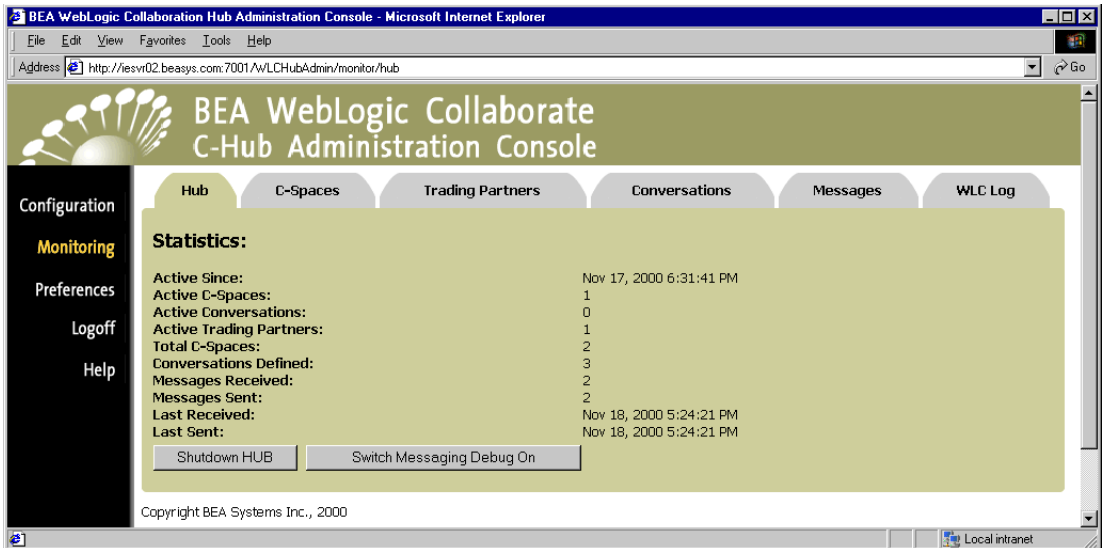 BEA WebLogic Collaboration Hub Administration Console - Microsoft Internet Explorer
File Edit View Favorites Tools Help
Address http://iesvr02.beasys.com:7001/WLCHubAdmin/monitor/hub Go
BEA WebLogic Collaborate
C-Hub Administration Console
Hub C-Spaces Trading Partners Conversations Messages WLC Log
Configuration
Monitoring
Preferences
Logoff
Help
Statistics:
Active Since: Nov 17, 2000 6:31:41 PM
Active C-Spaces: 1
Active Conversations: 0
Active Trading Partners: 1
Total C-Spaces: 2
Conversations Defined: 3
Messages Received: 2
Messages Sent: 2
Last Received: Nov 18, 2000 5:24:21 PM
Last Sent: Nov 18, 2000 5:24:21 PM
Shutdown HUB Switch Messaging Debug On
Copyright BEA Systems Inc., 2000
Local intranet